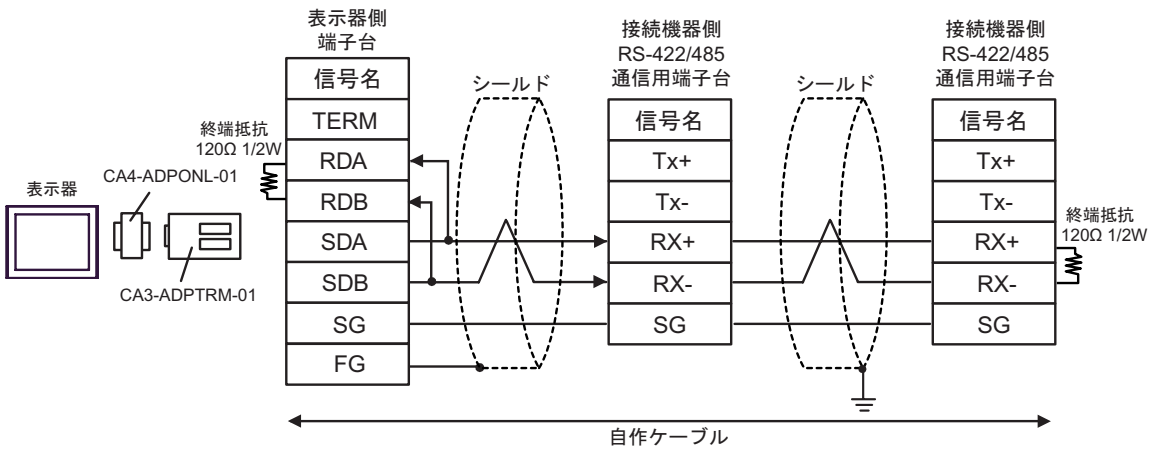 表示器側
端子台
信号名
TERM
RDA
RDB
SDA
SDB
SG
FG
終端抵抗
120Ω 1/2W
表示器
CA4-ADPONL-01
CA3-ADPTRM-01
シールド
接続機器側
RS-422/485
通信用端子台
信号名
Tx+
Tx-
RX+
RX-
SG
シールド
接続機器側
RS-422/485
通信用端子台
信号名
Tx+
Tx-
RX+
RX-
SG
終端抵抗
120Ω 1/2W
自作ケーブル